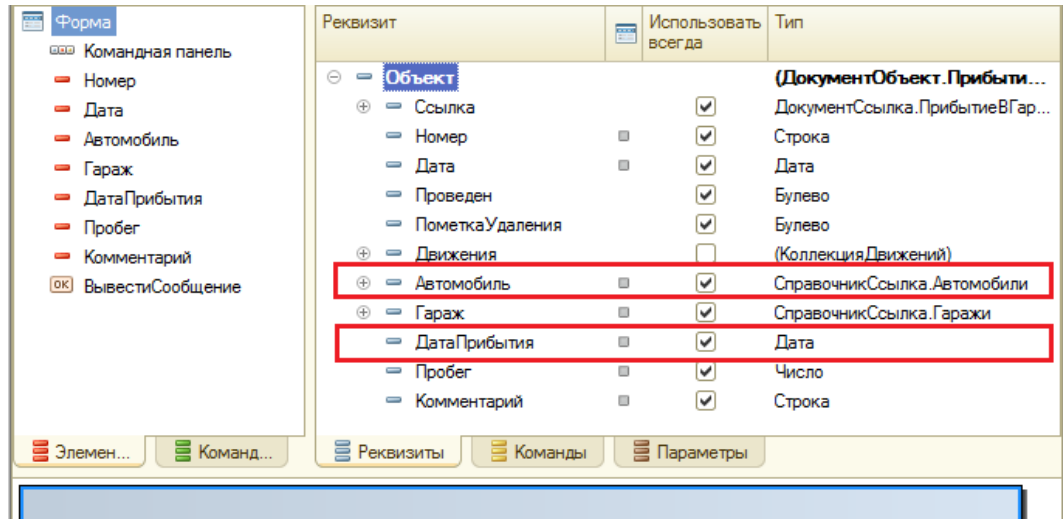 Форма
Командная панель
Номер
Дата
Автомобиль
Гараж
ДатаПрибытия
Пробег
Комментарий
OK ВывестиСообщение
Элемен...
Команд...
Реквизит Использовать всегда Тип
Объект (ДокументОбъект.Прибыти...
Ссылка ДокументСсылка.ПрибытиеВГар...
Номер Строка
Дата Дата
Проведен Булево
ПометкаУдаления Булево
Движения (КоллекцияДвижений)
Автомобиль СправочникСсылка.Автомобили
Гараж СправочникСсылка.Гаражи
ДатаПрибытия Дата
Пробег Число
Комментарий Строка
Реквизиты
Команды
Параметры